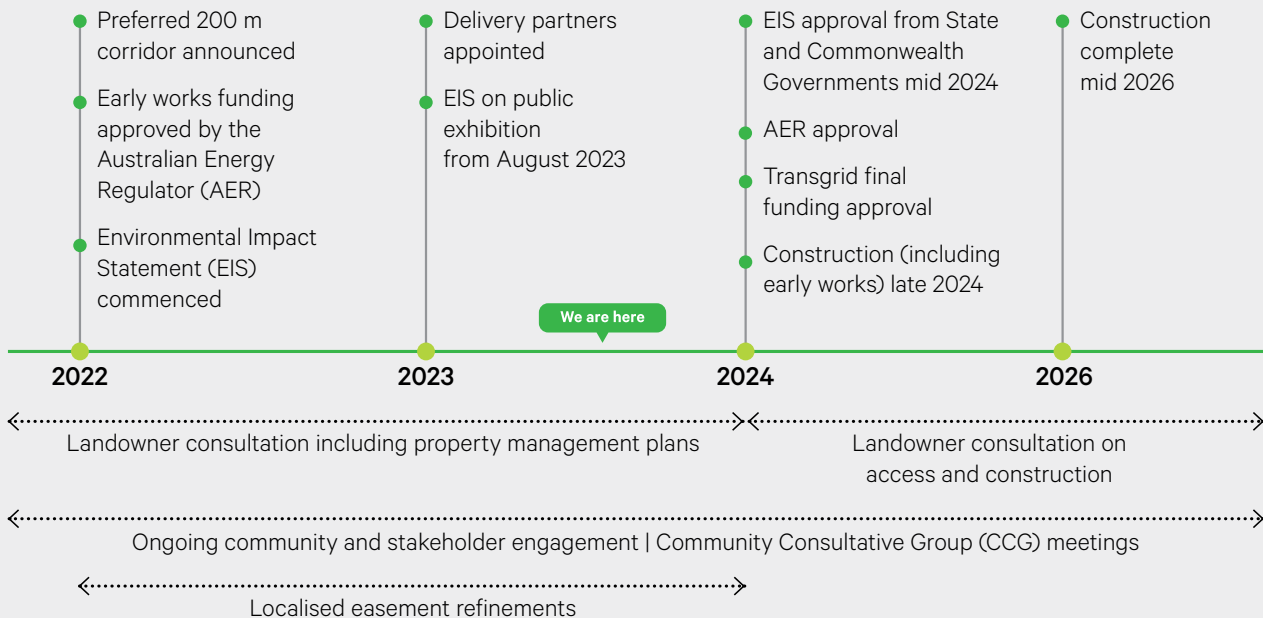 Preferred 200 m
corridor announced
Early works funding
approved by the
Australian Energy
Regulator (AER)
Environmental Impact
Statement (EIS)
commenced
Delivery partners
appointed
EIS on public
exhibition
from August 2023
EIS approval from State
and Commonwealth
Governments mid 2024
AER approval
Transgrid final
funding approval
Construction (including
early works) late 2024
Construction
complete
mid 2026
We are here
2022
2023
2024
2026
Landowner consultation including property management plans
Landowner consultation on
access and construction
Ongoing community and stakeholder engagement | Community Consultative Group (CCG) meetings
Localised easement refinements